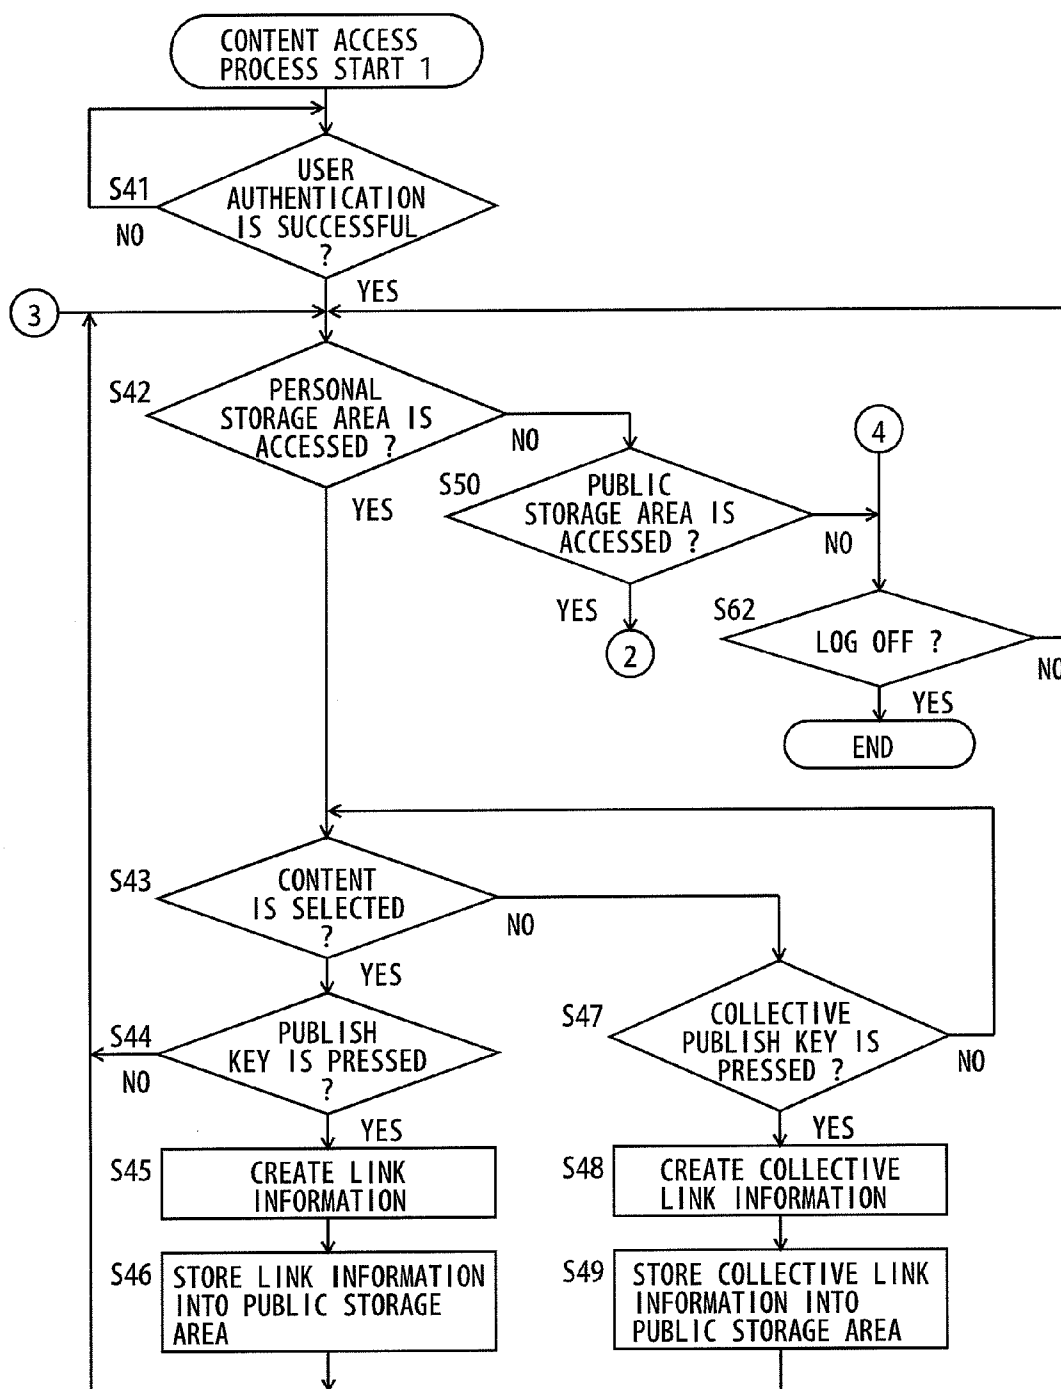 CONTENT ACCESS
PROCESS START 1
S41
USER
AUTHENTICATION
IS SUCCESSFUL
?
NO
YES
3
S42
PERSONAL
STORAGE AREA IS
ACCESSED ?
NO
YES
4
S50
PUBLIC
STORAGE AREA IS
ACCESSED ?
NO
YES
2
S62
LOG OFF ?
NO
YES
END
S43
CONTENT
IS SELECTED
?
NO
YES
S44
PUBLISH
KEY IS PRESSED
?
NO
YES
S47
COLLECTIVE
PUBLISH KEY IS
PRESSED ?
NO
YES
S45
CREATE LINK
INFORMATION
S48
CREATE COLLECTIVE
LINK INFORMATION
S46
STORE LINK INFORMATION
INTO PUBLIC STORAGE
AREA
S49
STORE COLLECTIVE LINK
INFORMATION INTO
PUBLIC STORAGE AREA